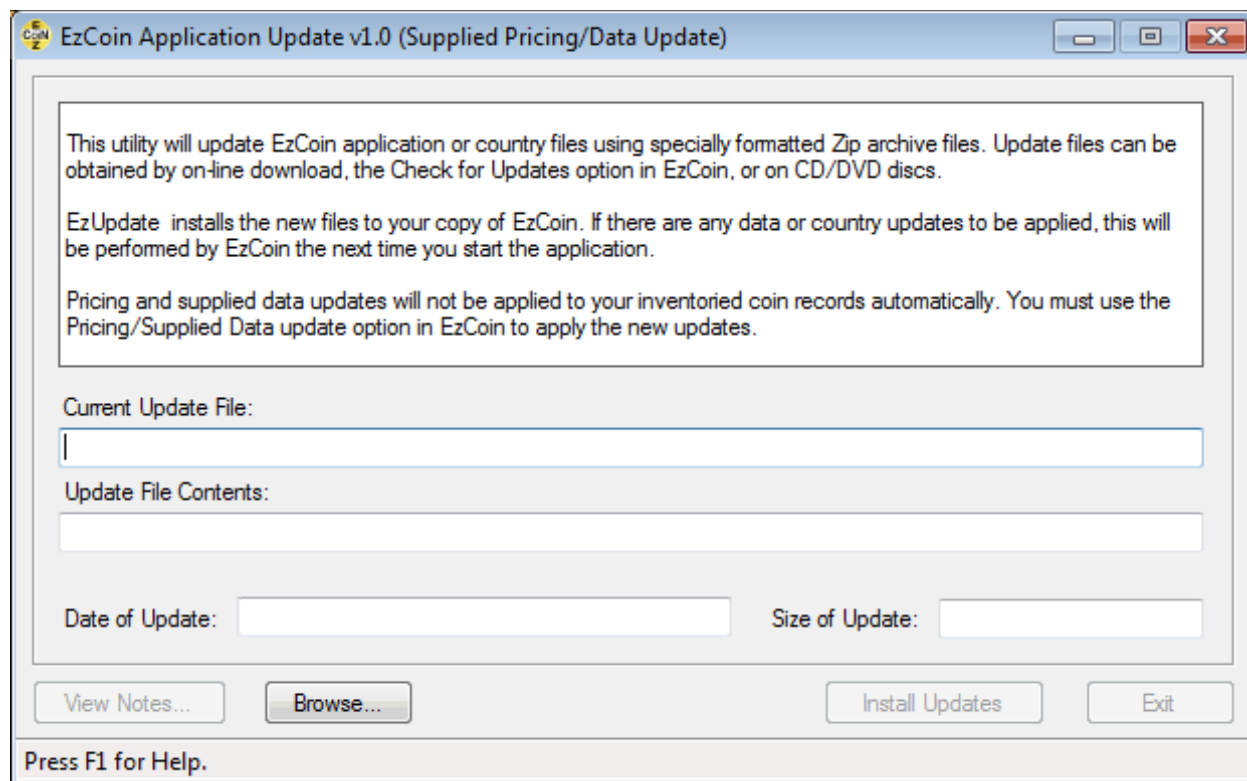 E
COIN
Z
EzCoin Application Update v1.0 (Supplied Pricing/Data Update)
This utility will update EzCoin application or country files using specially formatted Zip archive files. Update files can be
obtained by on-line download, the Check for Updates option in EzCoin, or on CD/DVD discs.
EzUpdate  installs the new files to your copy of EzCoin. If there are any data or country updates to be applied, this will
be performed by EzCoin the next time you start the application.
Pricing and supplied data updates will not be applied to your inventoried coin records automatically. You must use the
Pricing/Supplied Data update option in EzCoin to apply the new updates.
Current Update File:
Update File Contents:
Date of Update:
Size of Update:
View Notes...
Browse...
Install Updates
Exit
Press F1 for Help.